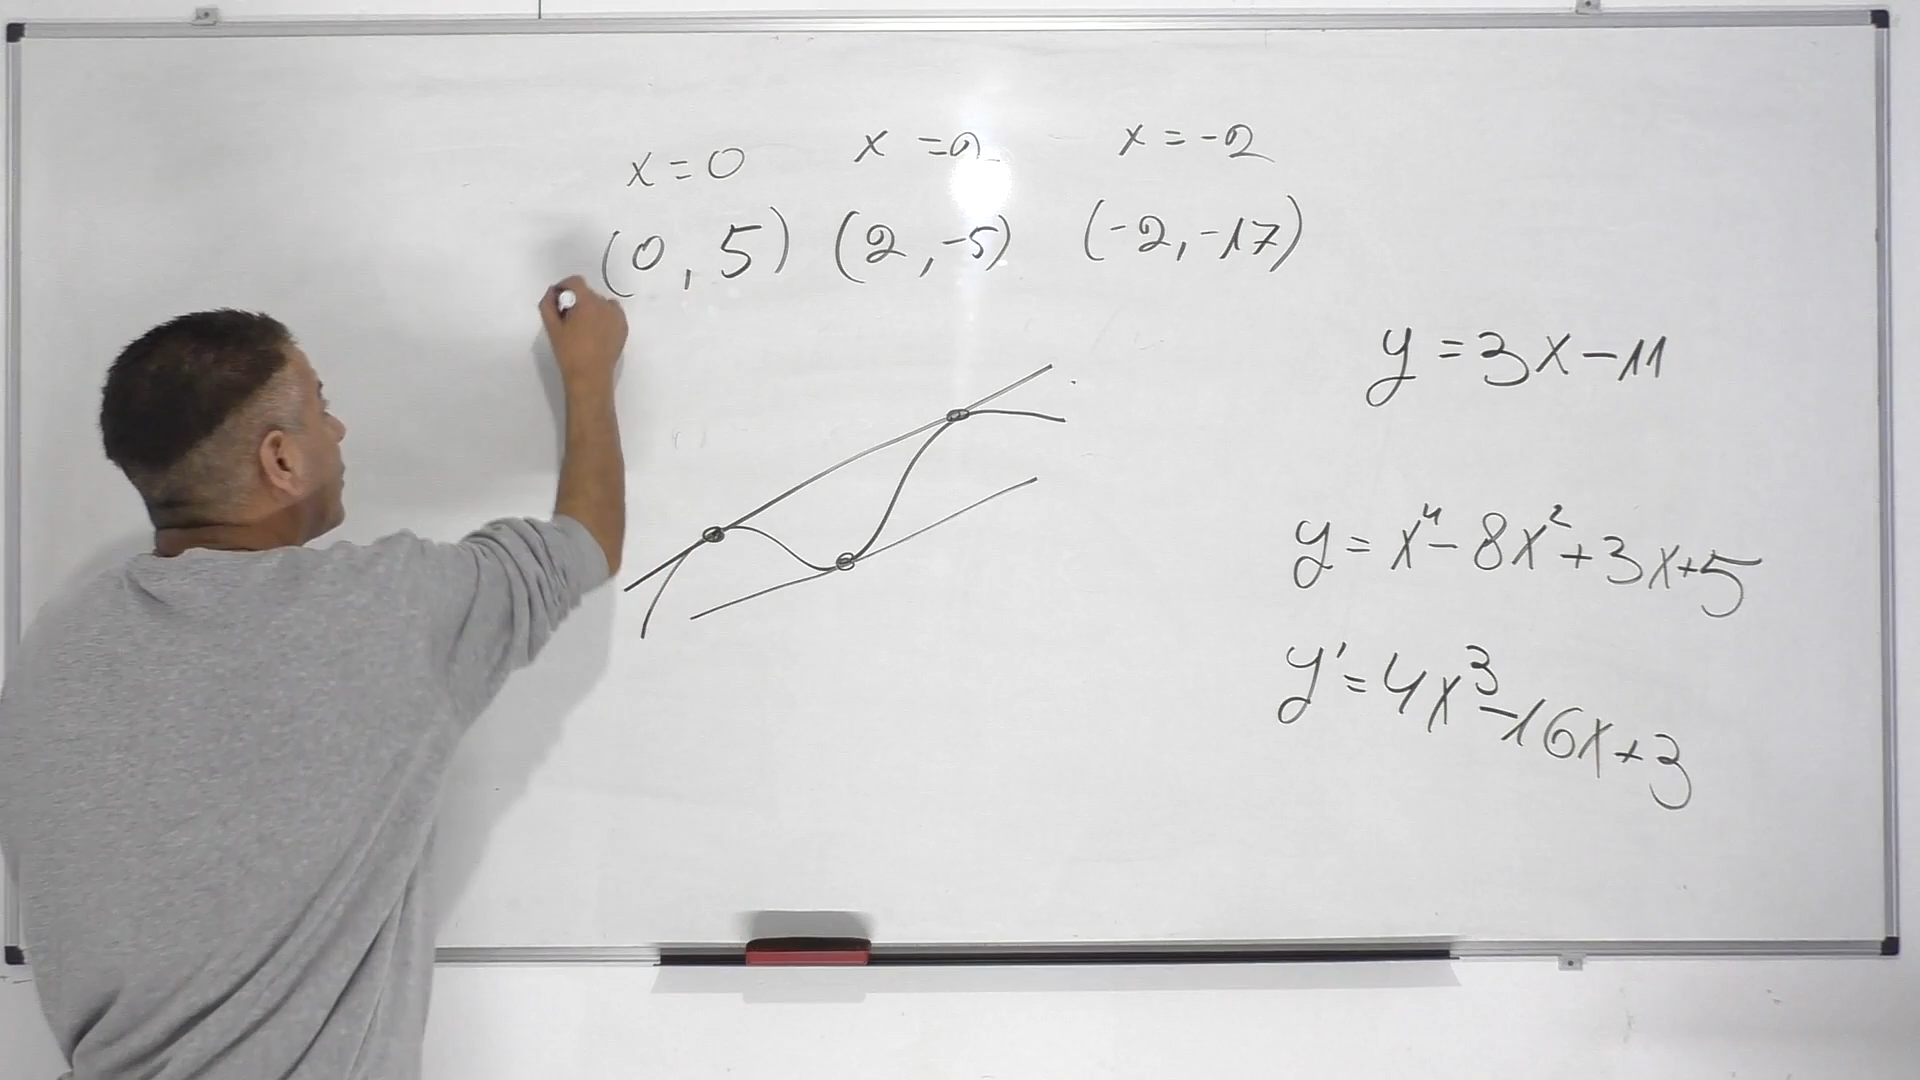 x = 0 x = 2 x = -2
(0, 5) (2, -5) (-2, -17)
y = 3x - 11
y = x⁴ - 8x² + 3x + 5
y' = 4x³ - 16x + 3